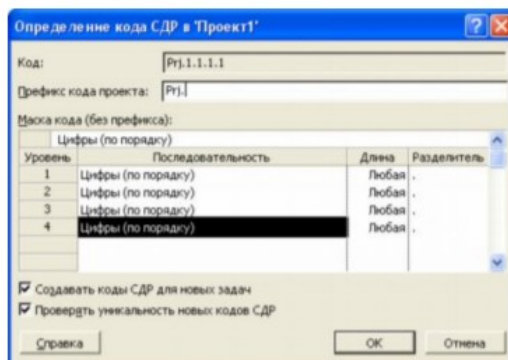 Определение кода СДР в 'Проект1'
Код: Prj.1.1.1.1
Префикс кода проекта: Prj.
Маска кода (без префикса):
Цифры (по порядку)
Уровень Последовательность Длина Разделитель
1 Цифры (по порядку) Любая .
2 Цифры (по порядку) Любая .
3 Цифры (по порядку) Любая .
4 Цифры (по порядку) Любая .
Создавать коды СДР для новых задач
Проверять уникальность новых кодов СДР
Справка ОК Отмена